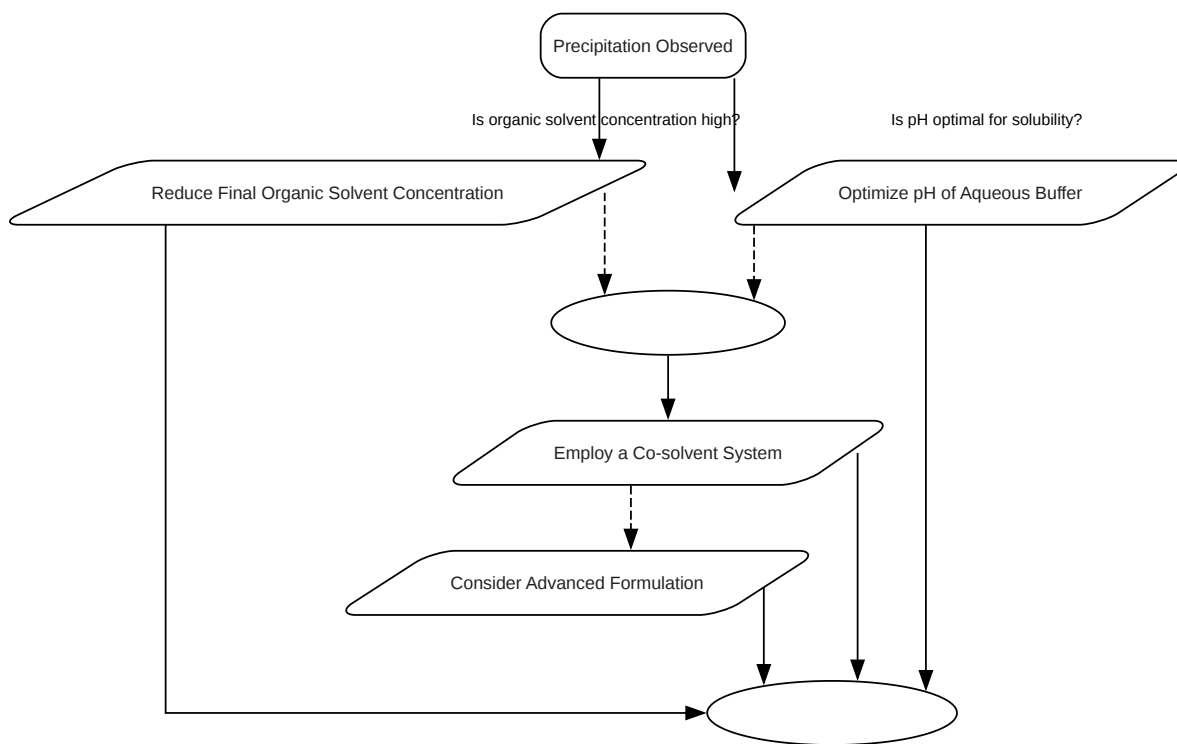 Precipitation Observed
Is organic solvent concentration high?
Is pH optimal for solubility?
Reduce Final Organic Solvent Concentration
Optimize pH of Aqueous Buffer
Employ a Co-solvent System
Consider Advanced Formulation